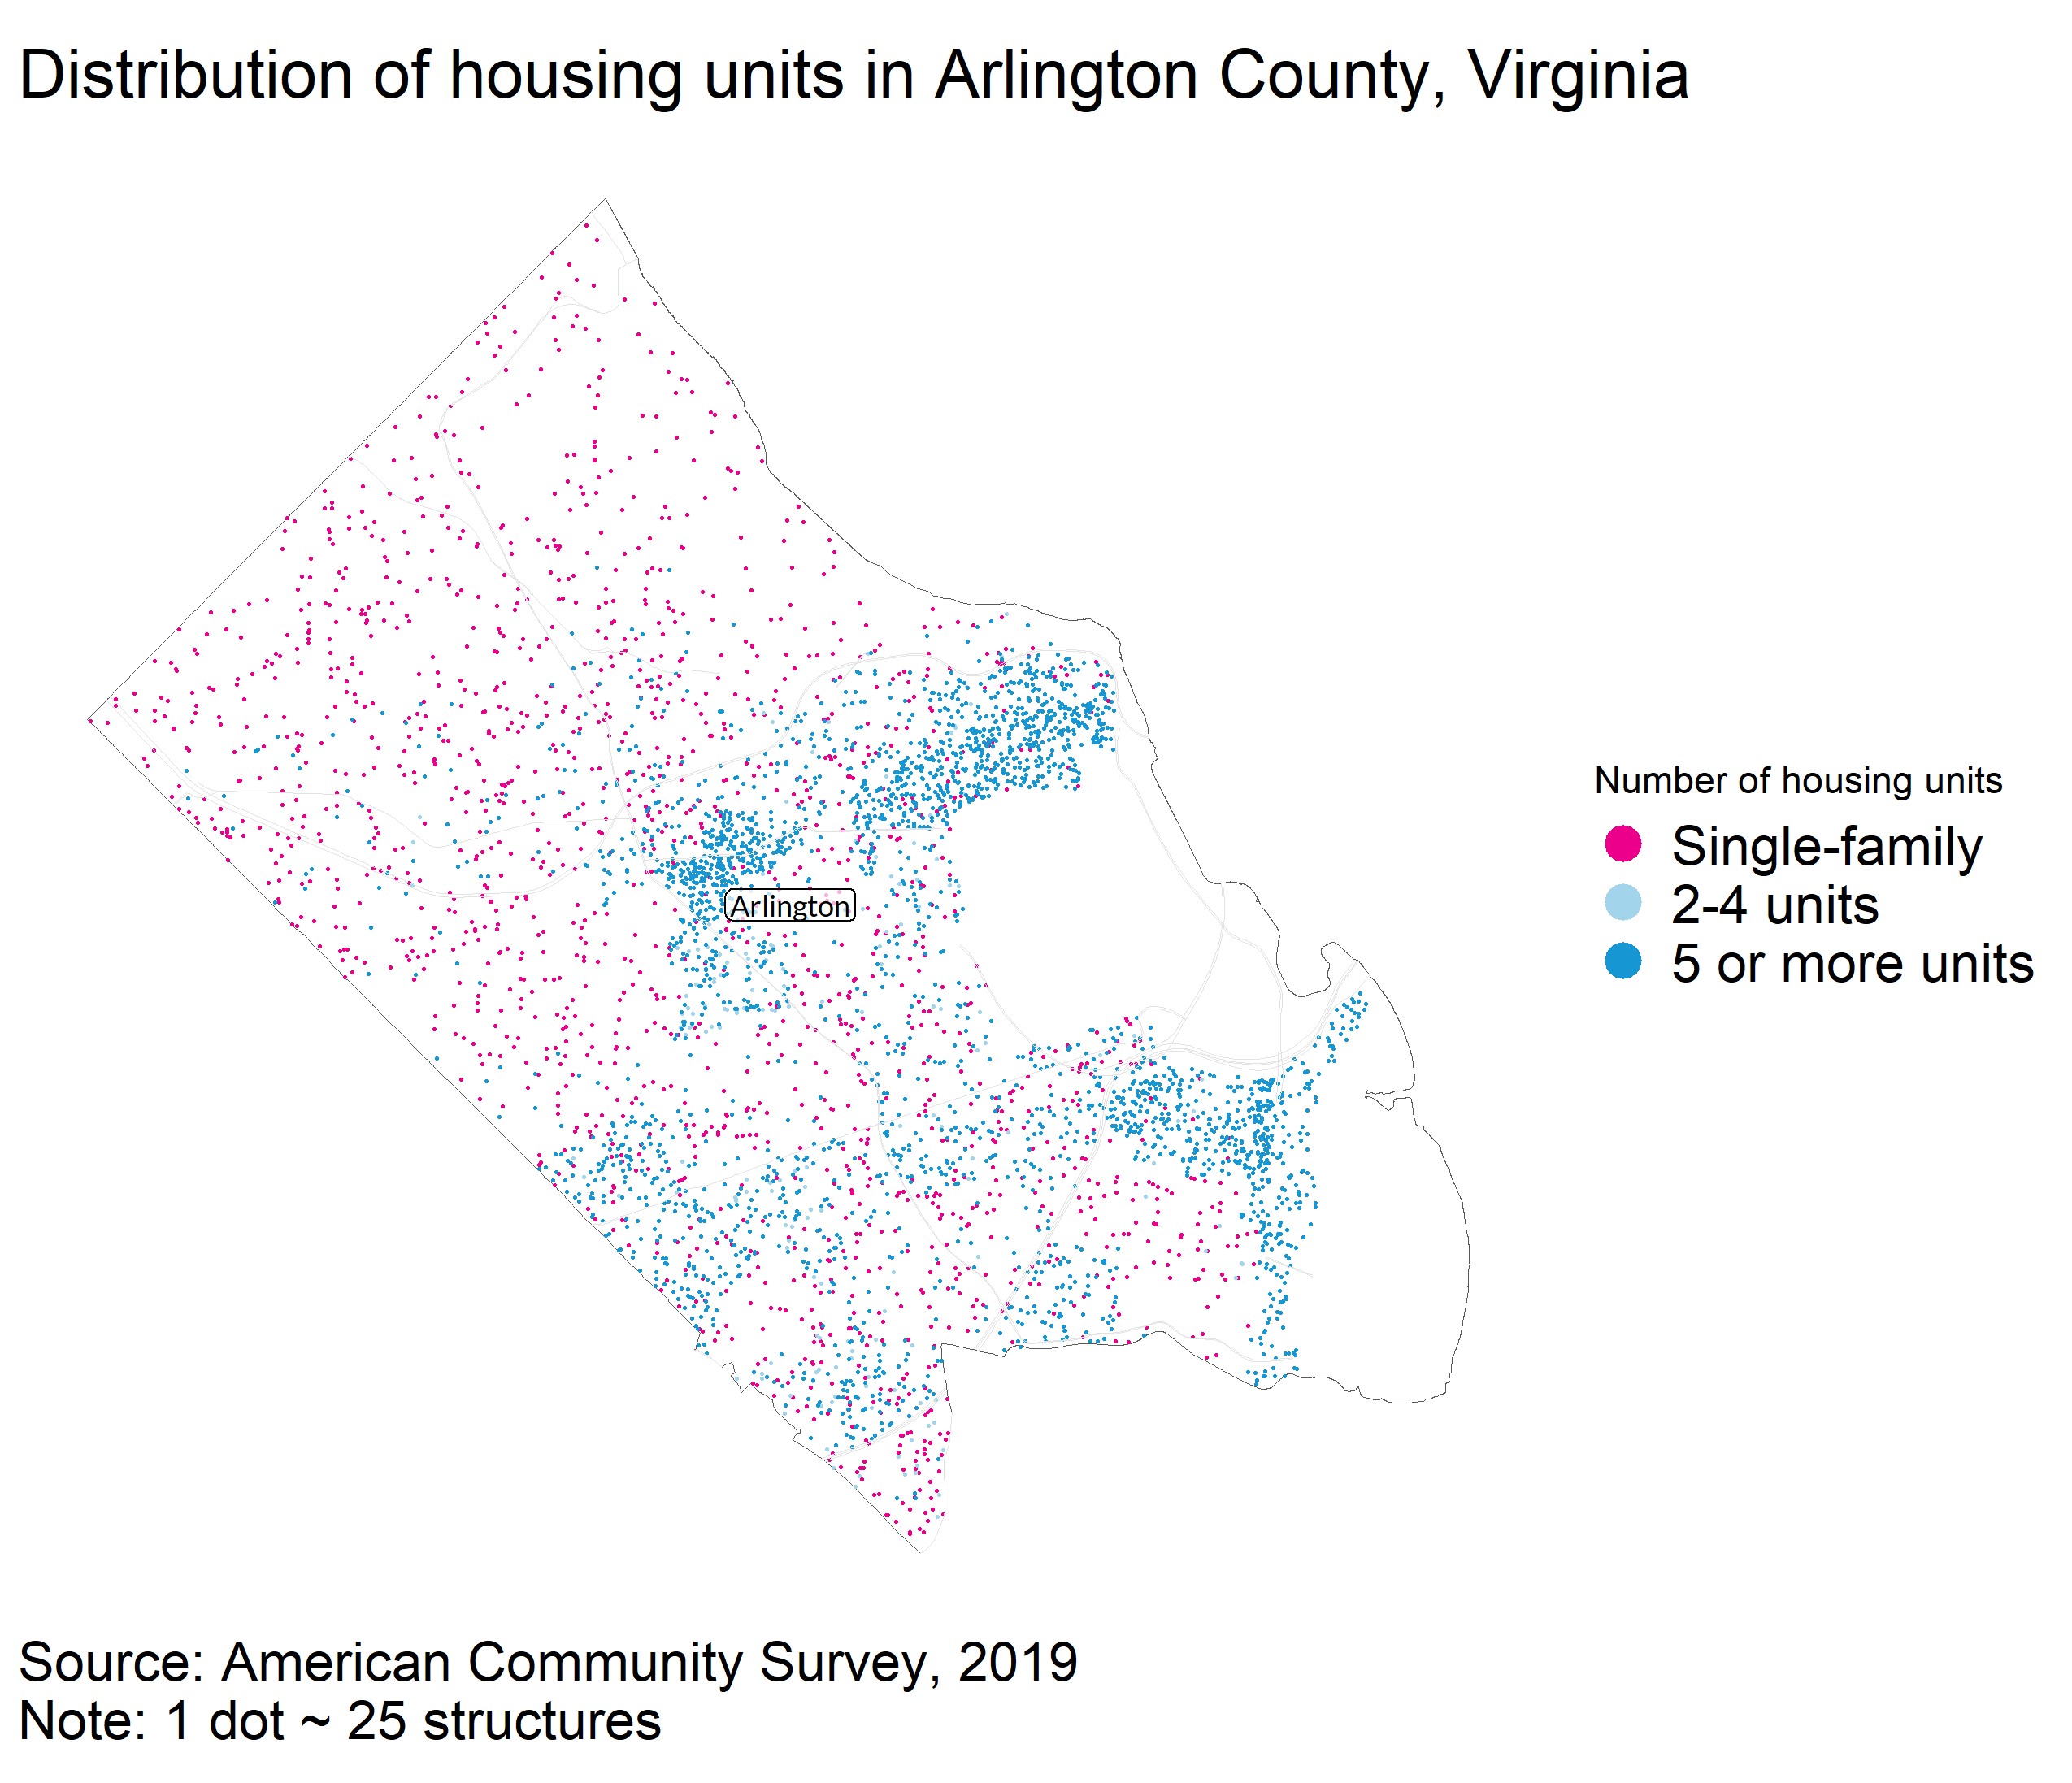 Distribution of housing units in Arlington County, Virginia
Arlington
Number of housing units
Single-family
2-4 units
5 or more units
Source: American Community Survey, 2019
Note: 1 dot ~ 25 structures